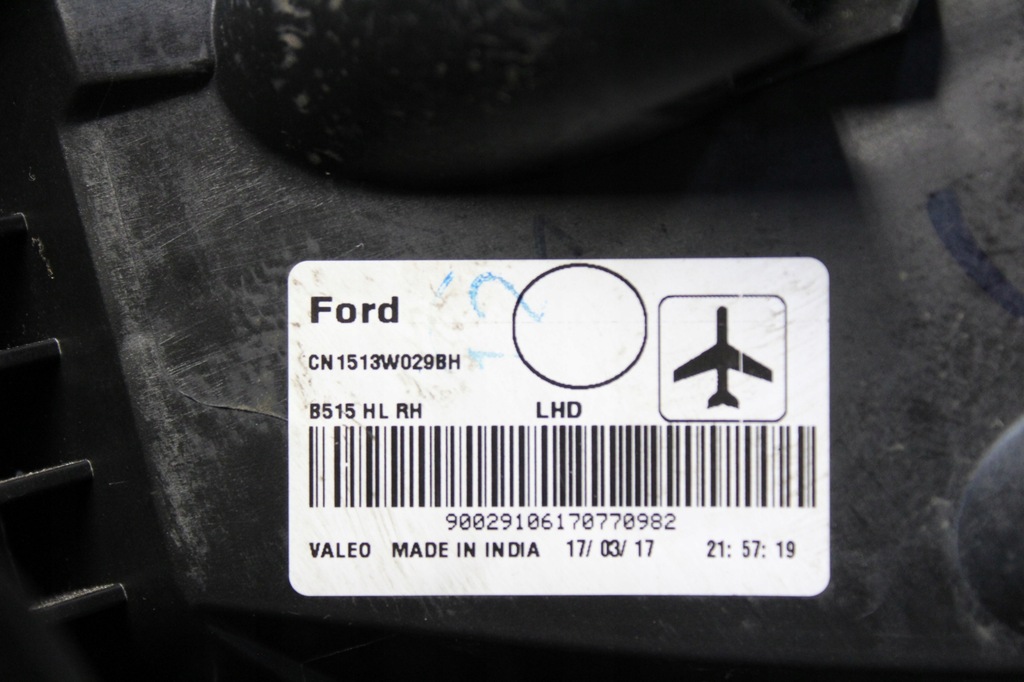 Ford
CN1513W029BH
B515 HL RH LHD
90029106170770982
VALEO MADE IN INDIA 17/ 03/ 17 21: 57: 19